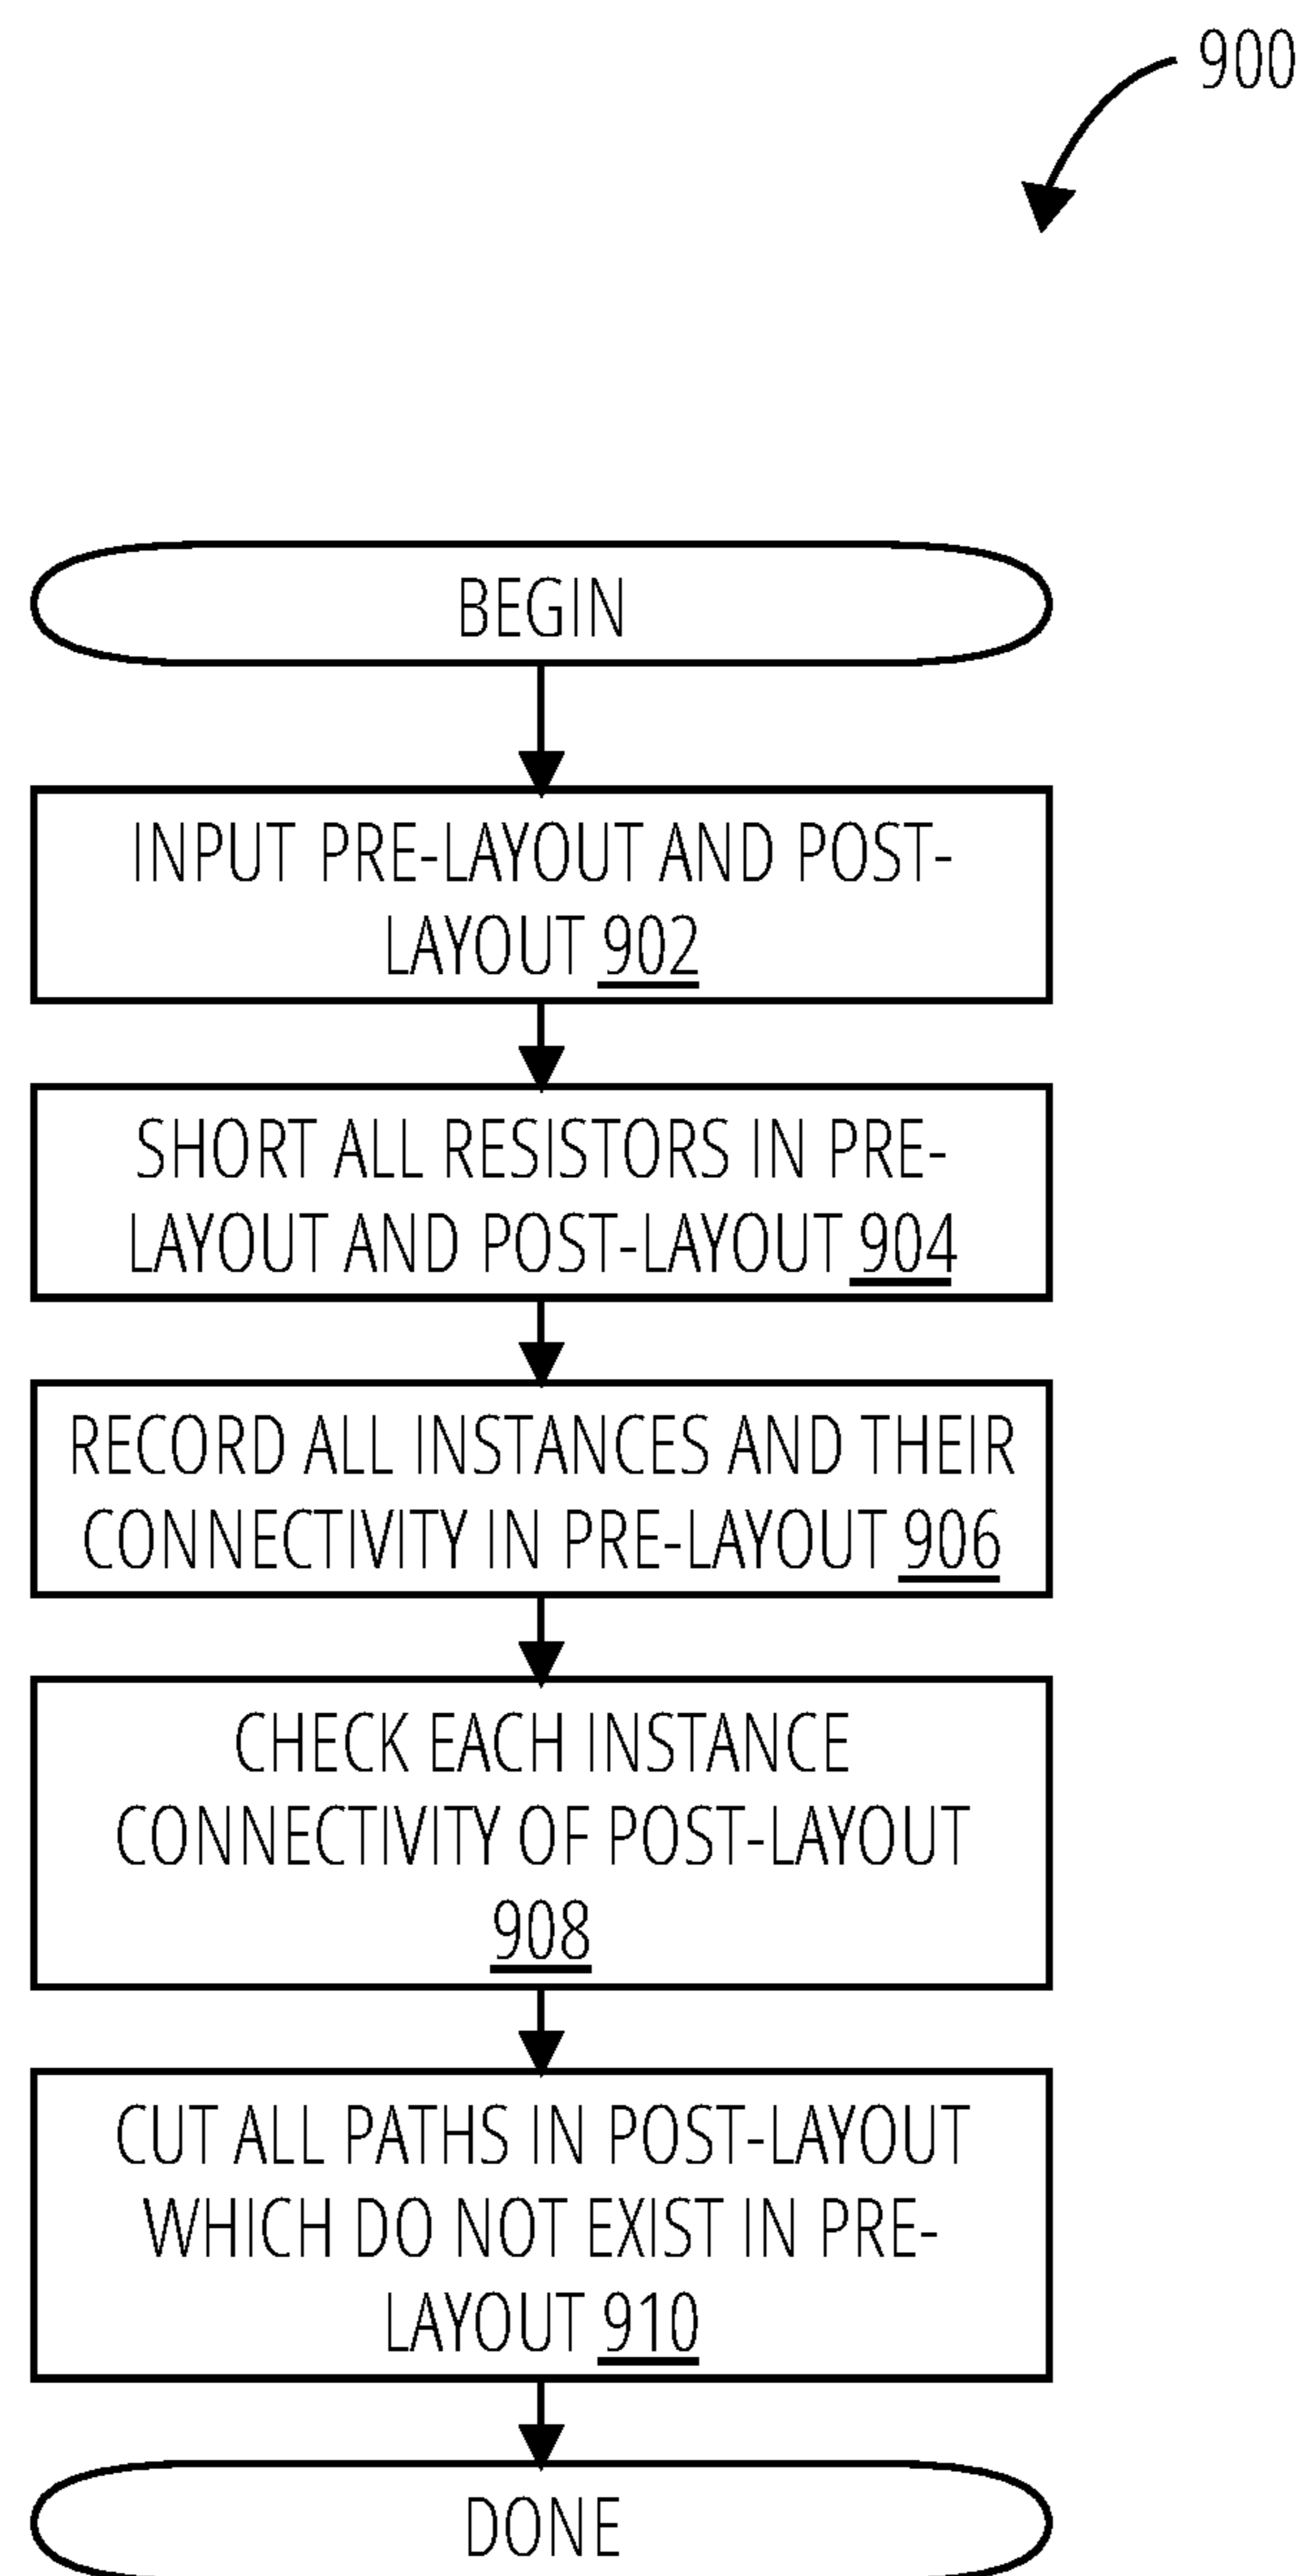 900
BEGIN
INPUT PRE-LAYOUT AND POST-
LAYOUT 902
SHORT ALL RESISTORS IN PRE-
LAYOUT AND POST-LAYOUT 904
RECORD ALL INSTANCES AND THEIR
CONNECTIVITY IN PRE-LAYOUT 906
CHECK EACH INSTANCE
CONNECTIVITY OF POST-LAYOUT
908
CUT ALL PATHS IN POST-LAYOUT
WHICH DO NOT EXIST IN PRE-
LAYOUT 910
DONE